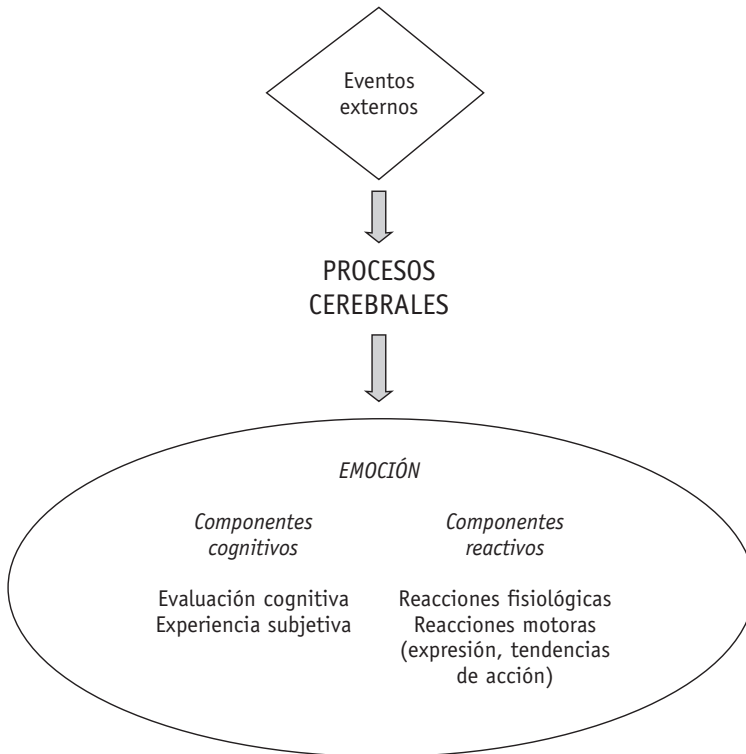 Eventos
externos
PROCESOS
CEREBRALES
EMOCIÓN
Componentes
cognitivos
Evaluación cognitiva
Experiencia subjetiva
Componentes
reactivos
Reacciones fisiológicas
Reacciones motoras
(expresión, tendencias
de acción)